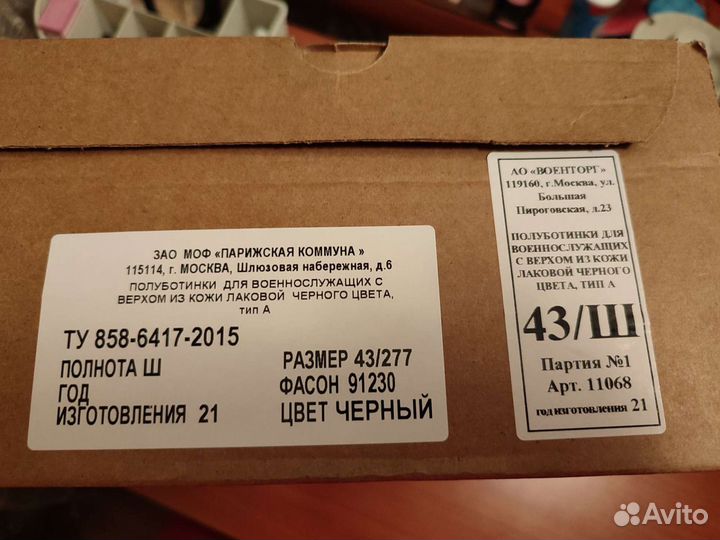 ЗАО МОФ «ПАРИЖСКАЯ КОММУНА »
115114, г. МОСКВА, Шлюзовая набережная, д.6
ПОЛУБОТИНКИ ДЛЯ ВОЕННОСЛУЖАЩИХ С
ВЕРХОМ ИЗ КОЖИ ЛАКОВОЙ ЧЕРНОГО ЦВЕТА,
тип А
ТУ 858-6417-2015
ПОЛНОТА Ш
РАЗМЕР 43/277
ГОД
ФАСОН 91230
ИЗГОТОВЛЕНИЯ 21
ЦВЕТ ЧЕРНЫЙ
АО «ВОЕНТОРГ»
119160, г.Москва, ул.
Большая
Пироговская, д.23
ПОЛУБОТИНКИ ДЛЯ
ВОЕННОСЛУЖАЩИХ
С ВЕРХОМ ИЗ КОЖИ
ЛАКОВОЙ ЧЕРНОГО
ЦВЕТА, ТИП А
43/Ш
Партия №1
Арт. 11068
год изготовления 21
Avito